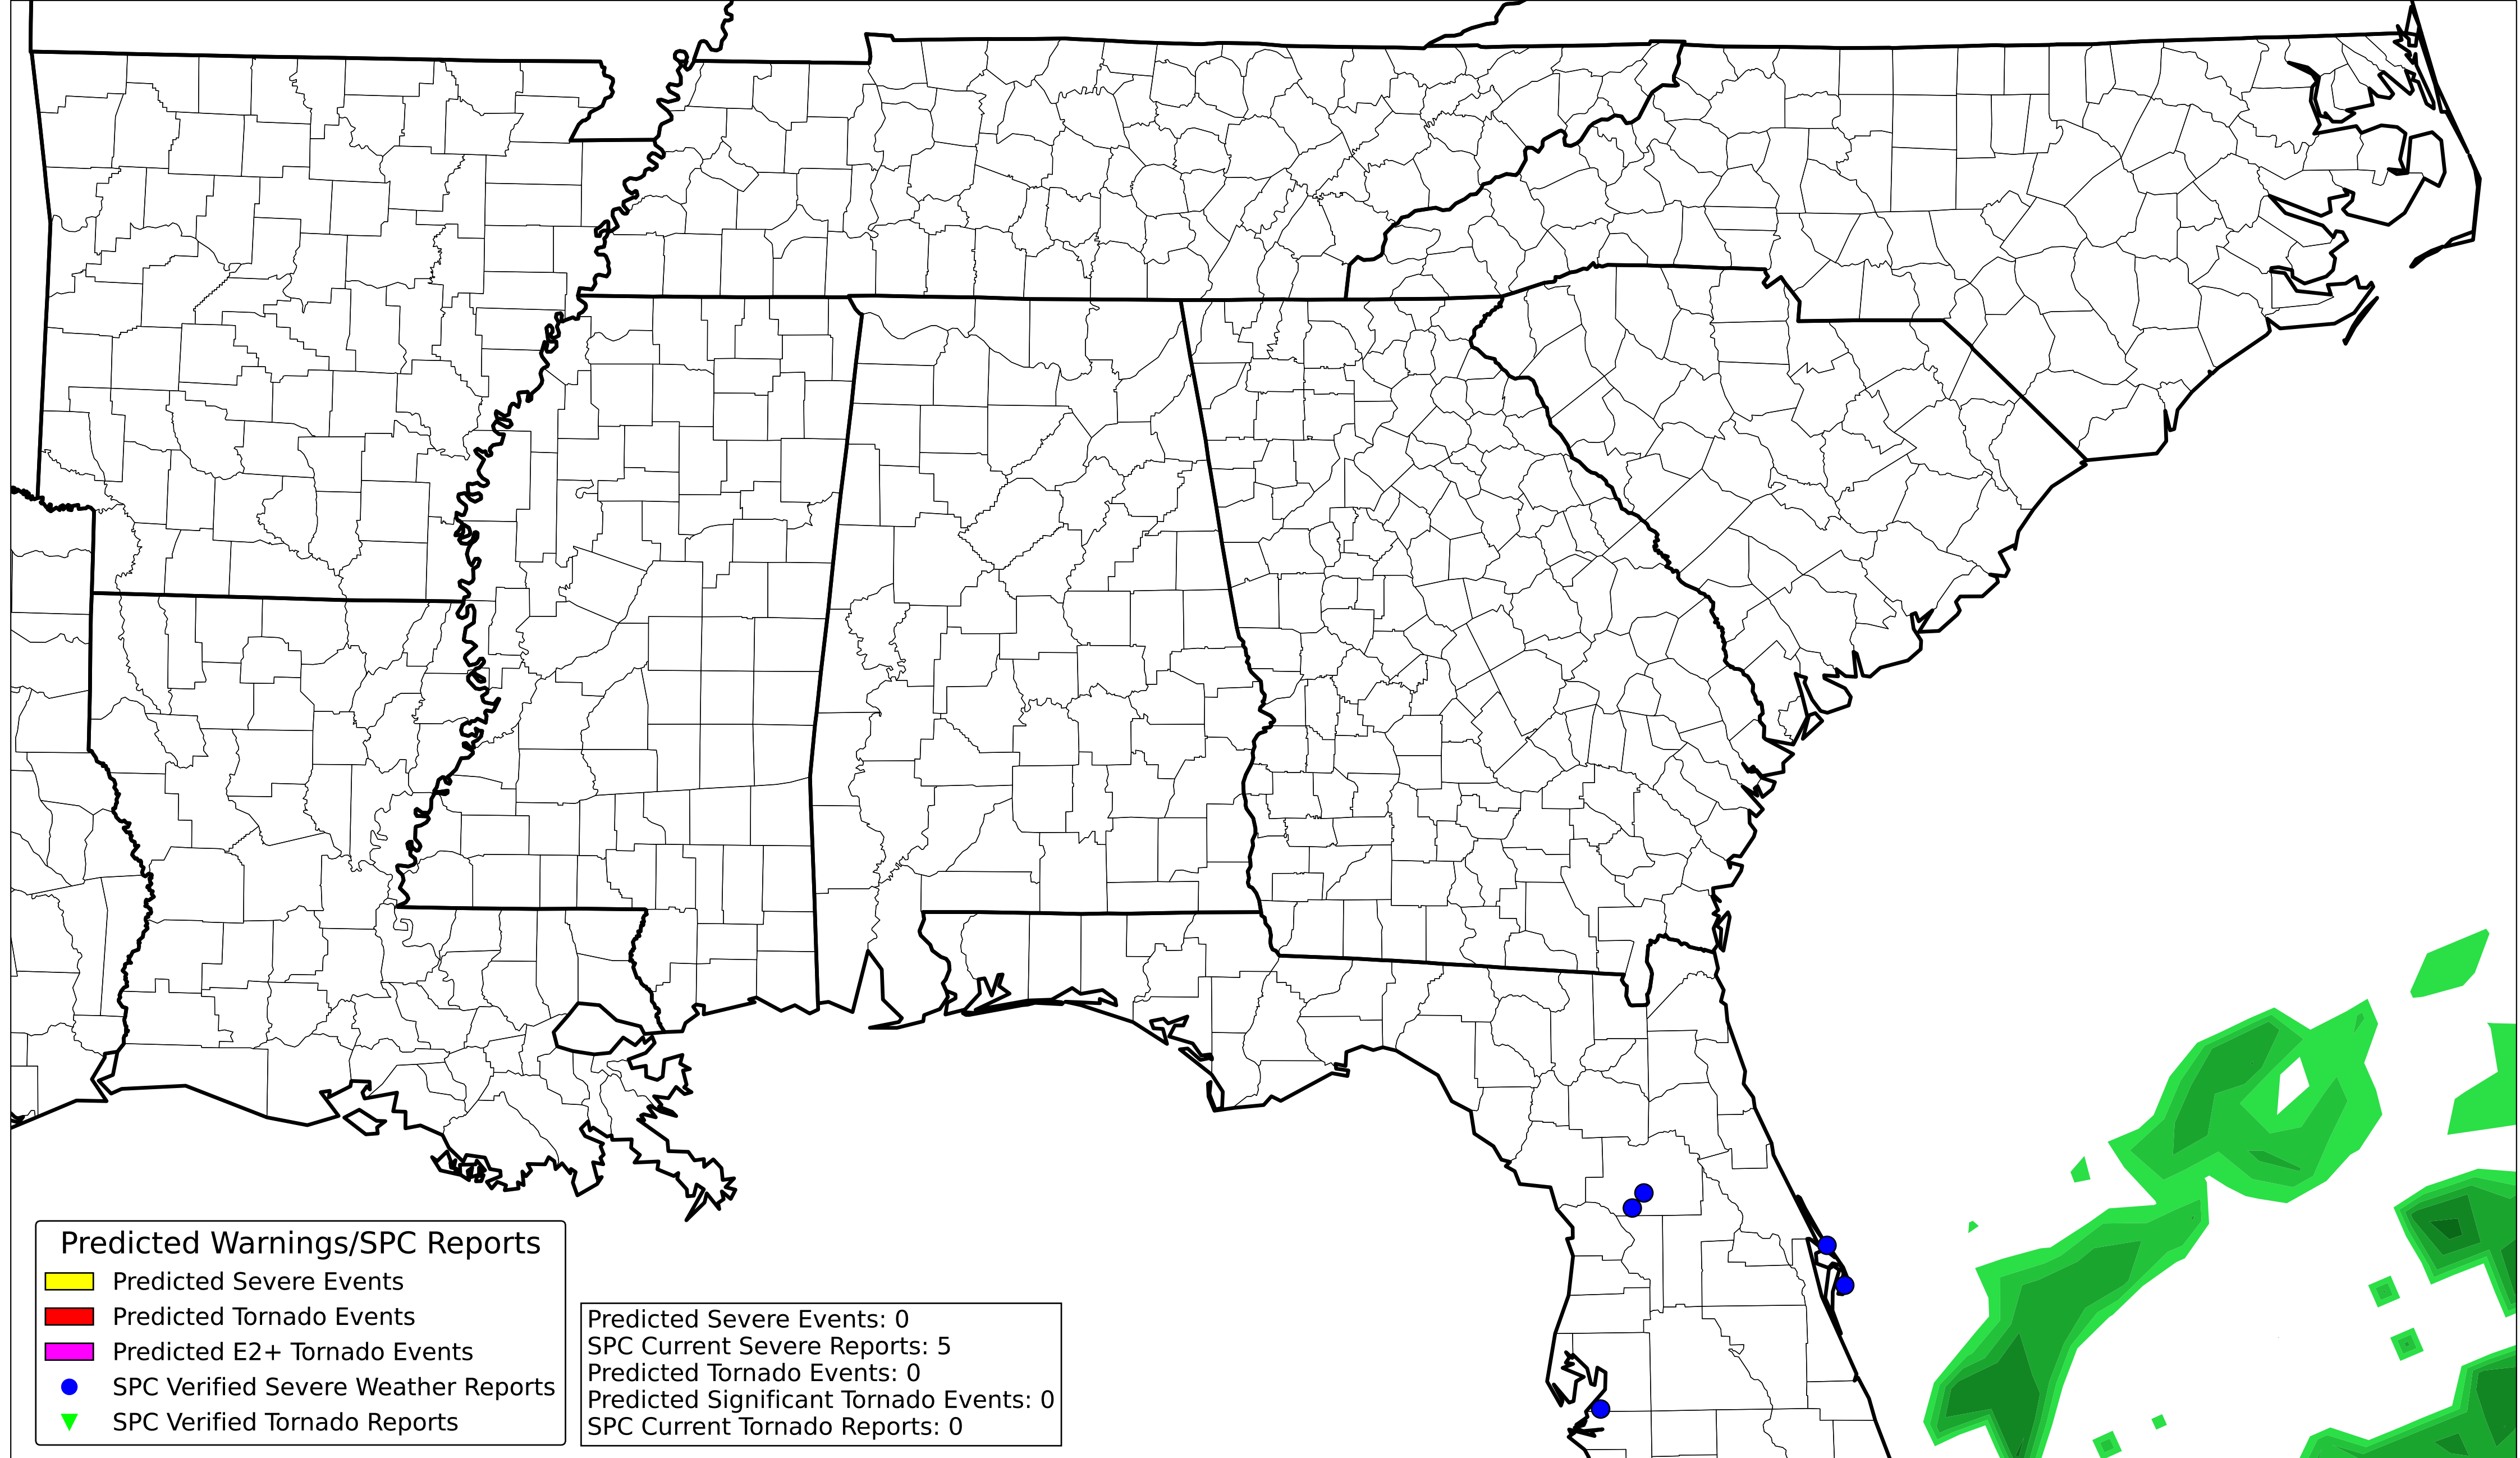 Predicted Warnings/SPC Reports
Predicted Severe Events
Predicted Tornado Events
Predicted E2+ Tornado Events
SPC Verified Severe Weather Reports
SPC Verified Tornado Reports
Predicted Severe Events: 0
SPC Current Severe Reports: 5
Predicted Tornado Events: 0
Predicted Significant Tornado Events: 0
SPC Current Tornado Reports: 0